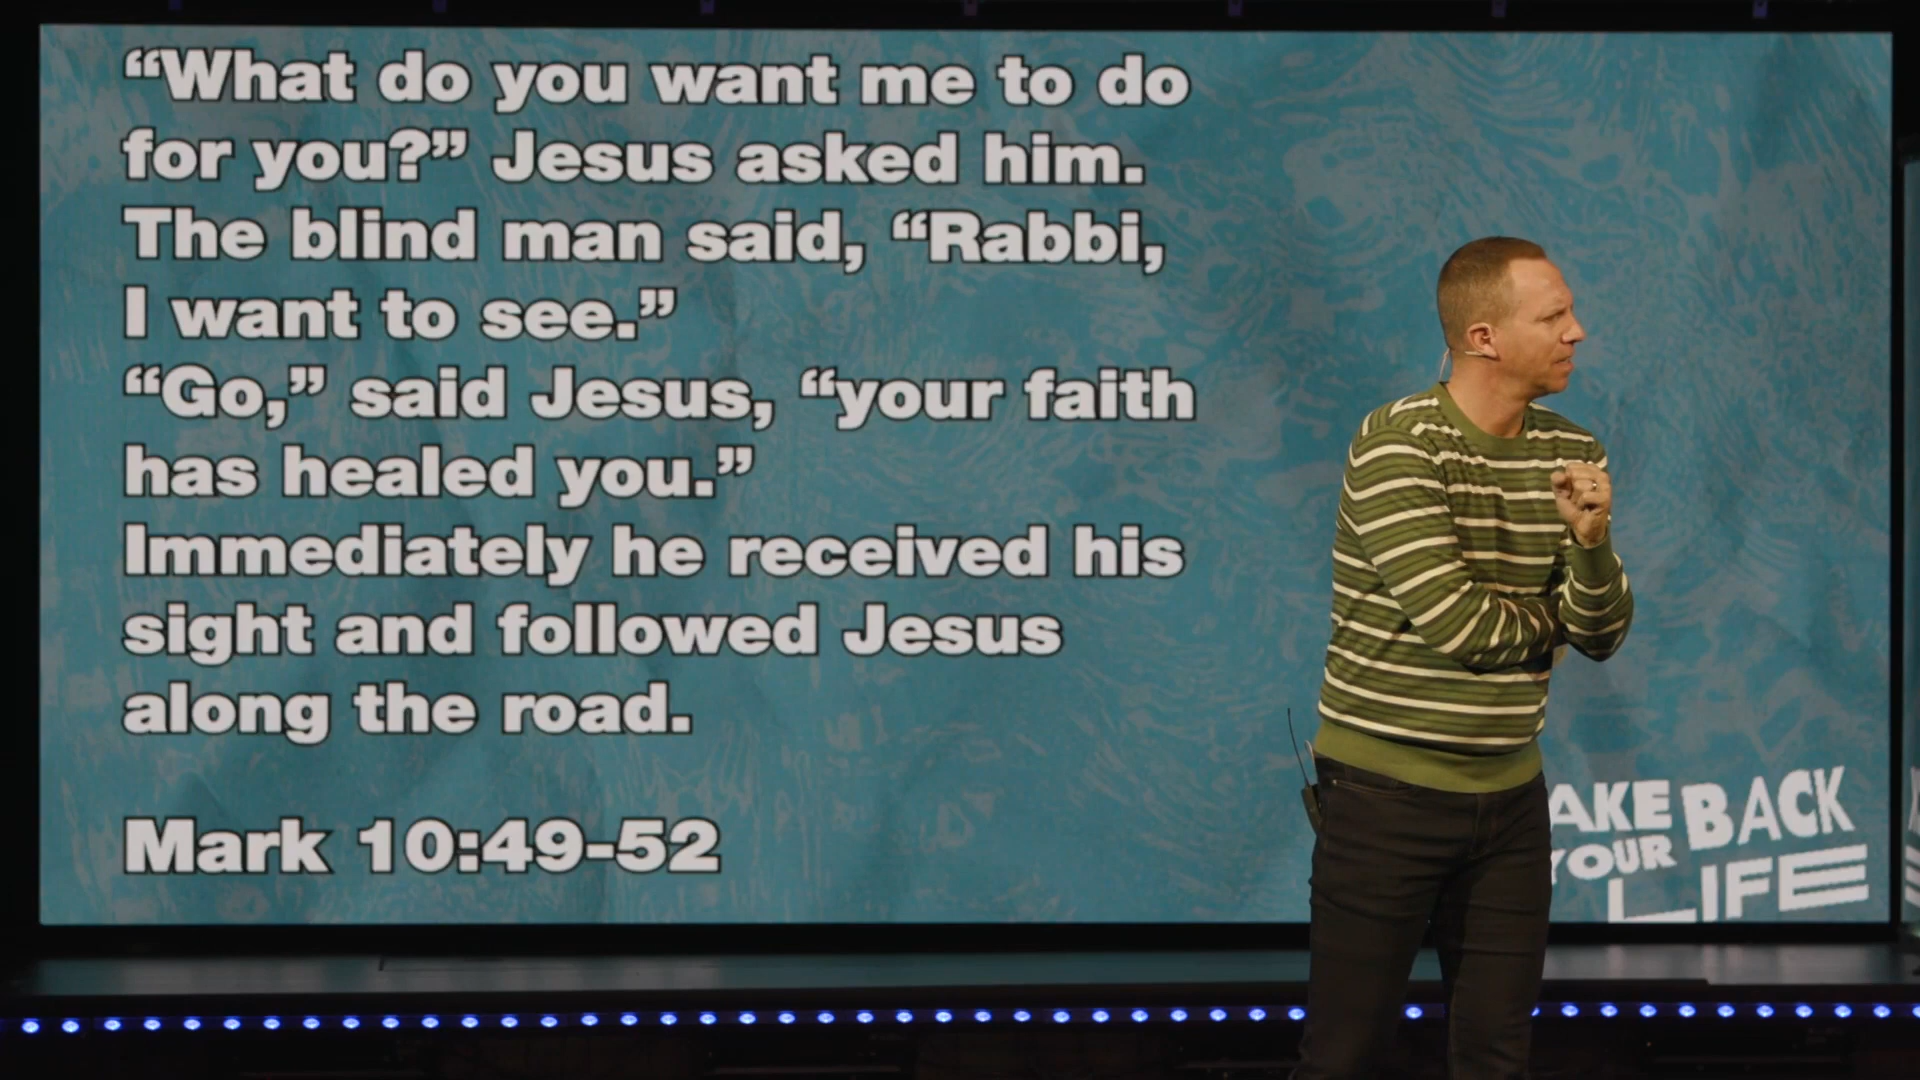 “What do you want me to do
for you?” Jesus asked him.
The blind man said, “Rabbi,
I want to see.”
“Go,” said Jesus, “your faith
has healed you.”
Immediately he received his
sight and followed Jesus
along the road.
Mark 10:49-52
AKE BACK
YOUR
LIFE